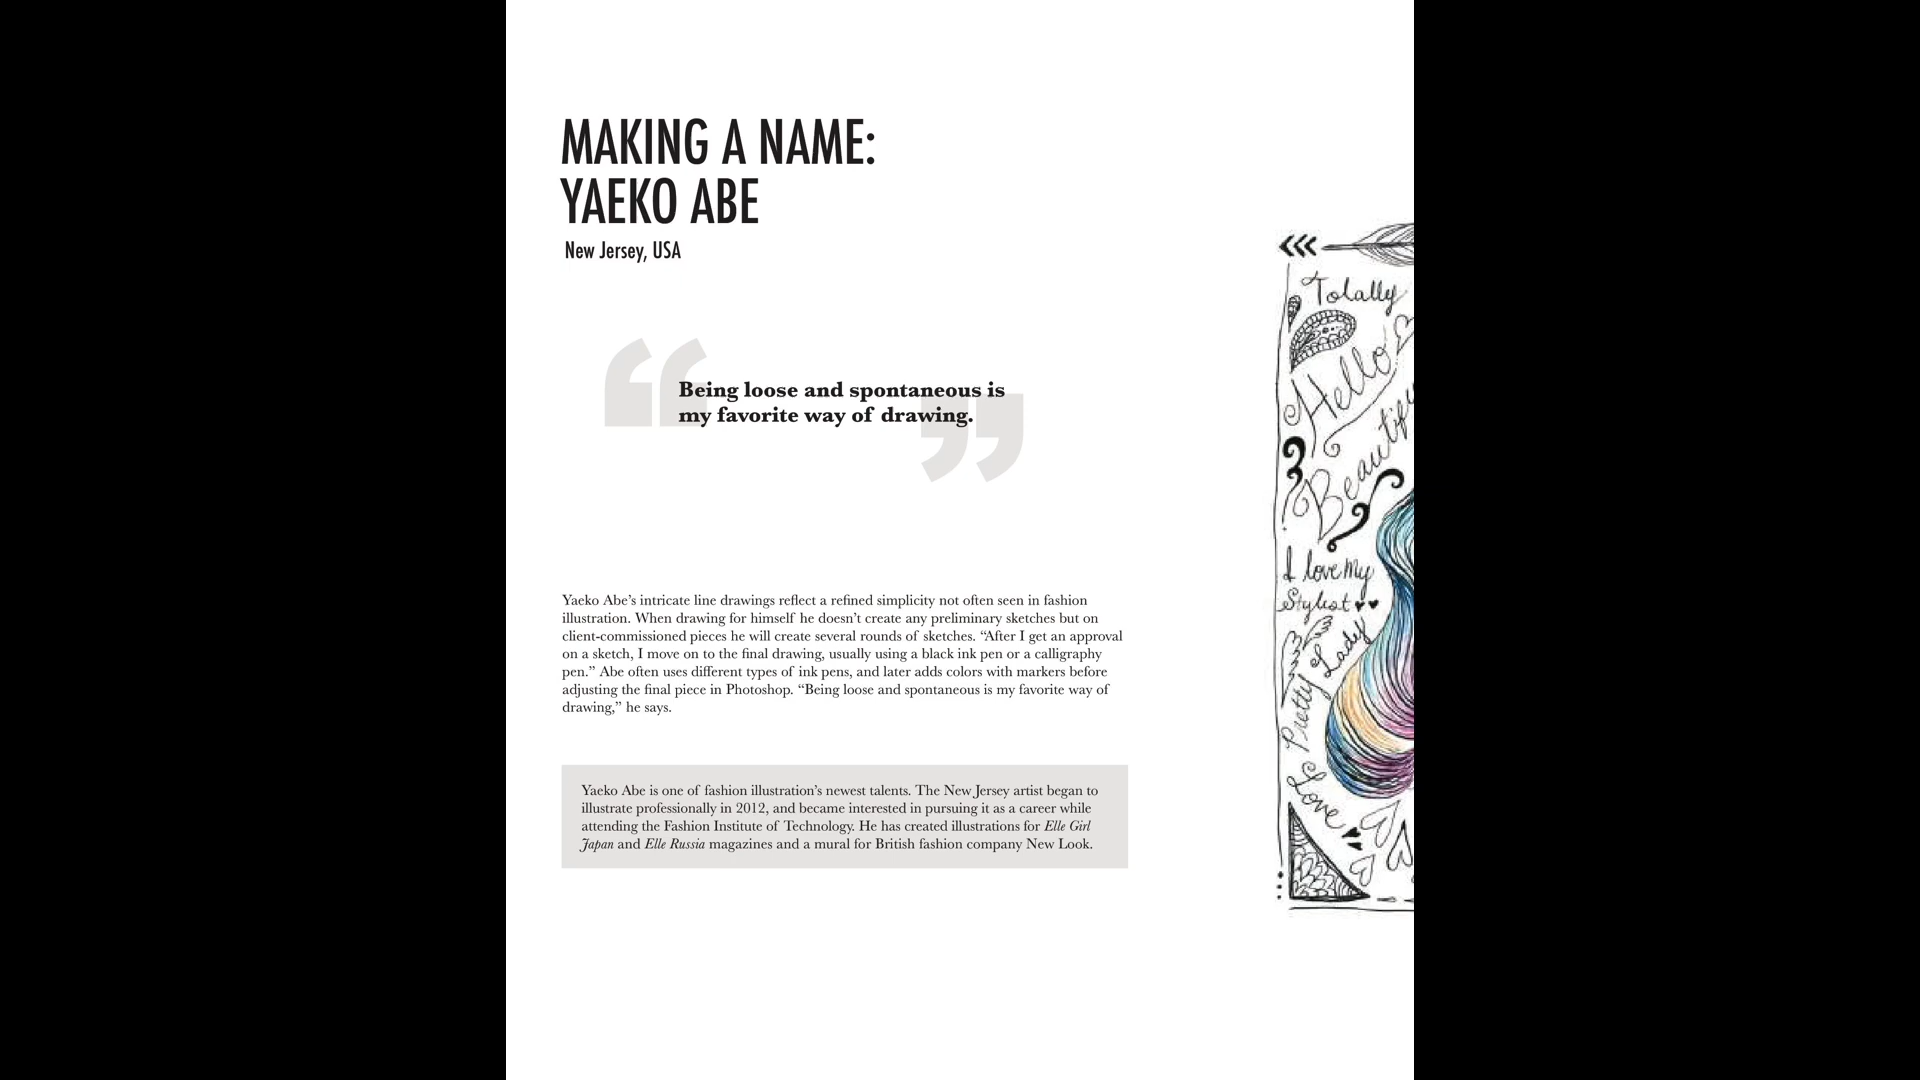 MAKING A NAME:
YAEKO ABE
New Jersey, USA
“Being loose and spontaneous is
my favorite way of drawing.”
Yaeko Abe’s intricate line drawings reflect a refined simplicity not often seen in fashion
illustration. When drawing for himself he doesn’t create any preliminary sketches but on
client-commissioned pieces he will create several rounds of sketches. “After I get an approval
on a sketch, I move on to the final drawing, usually using a black ink pen or a calligraphy
pen.” Abe often uses different types of ink pens, and later adds colors with markers before
adjusting the final piece in Photoshop. “Being loose and spontaneous is my favorite way of
drawing,” he says.
Yaeko Abe is one of fashion illustration’s newest talents. The New Jersey artist began to
illustrate professionally in 2012, and became interested in pursuing it as a career while
attending the Fashion Institute of Technology. He has created illustrations for Elle Girl
Japan and Elle Russia magazines and a mural for British fashion company New Look.
Totally
Hello
I love my
Stylist
Pretty Lady
Love